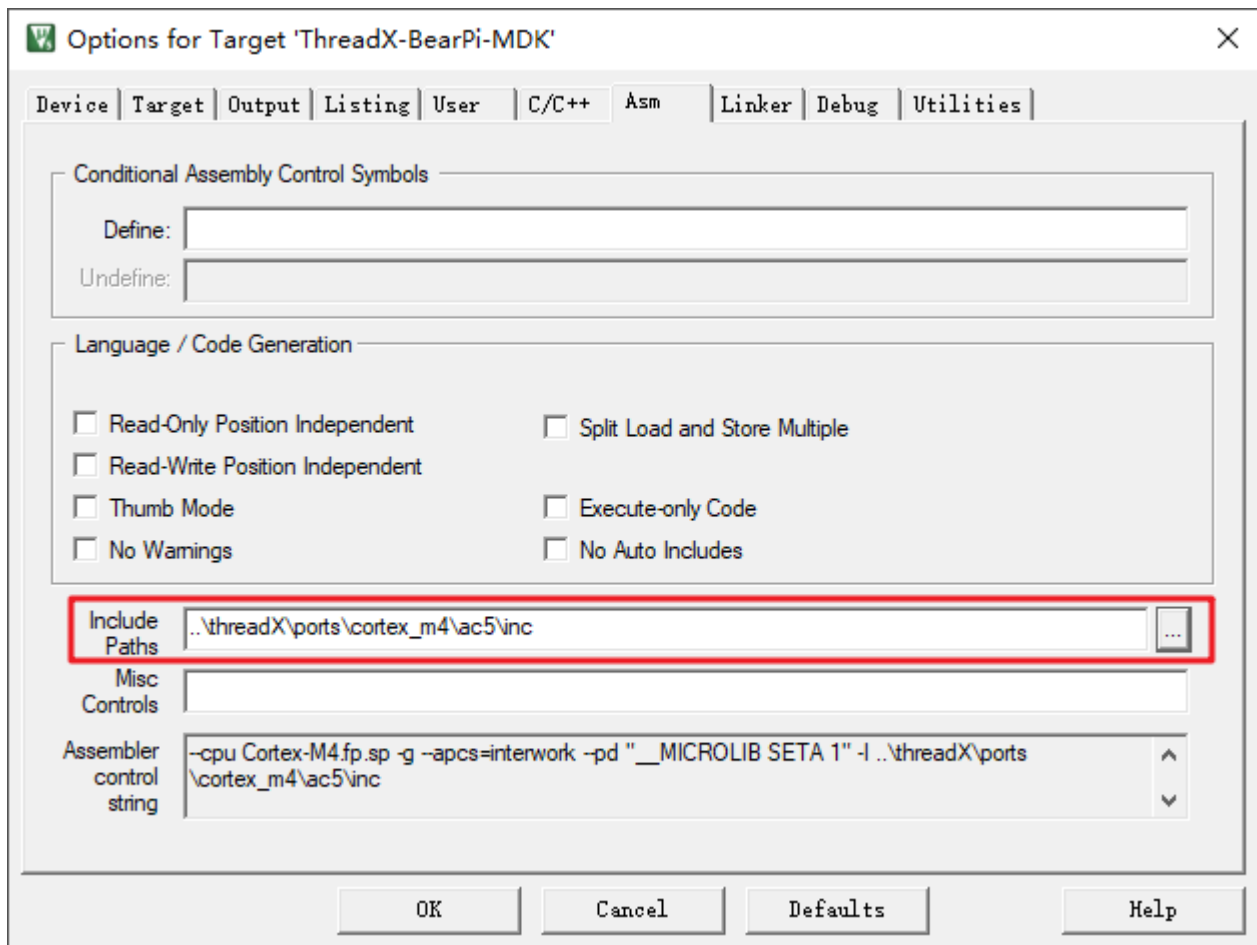 Options for Target 'ThreadX-BearPi-MDK'
Device Target Output Listing User C/C++ Asm Linker Debug Utilities
Conditional Assembly Control Symbols
Define:
Undefine:
Language / Code Generation
Read-Only Position Independent
Split Load and Store Multiple
Read-Write Position Independent
Thumb Mode
Execute-only Code
No Warnings
No Auto Includes
Include
Paths
..\threadX\ports\cortex_m4\ac5\inc
...
Misc
Controls
Assembler
control
string
--cpu Cortex-M4.fp.sp -g --apcs=interwork --pd "__MICROLIB SETA 1" -I ..\threadX\ports
\cortex_m4\ac5\inc
OK Cancel Defaults Help